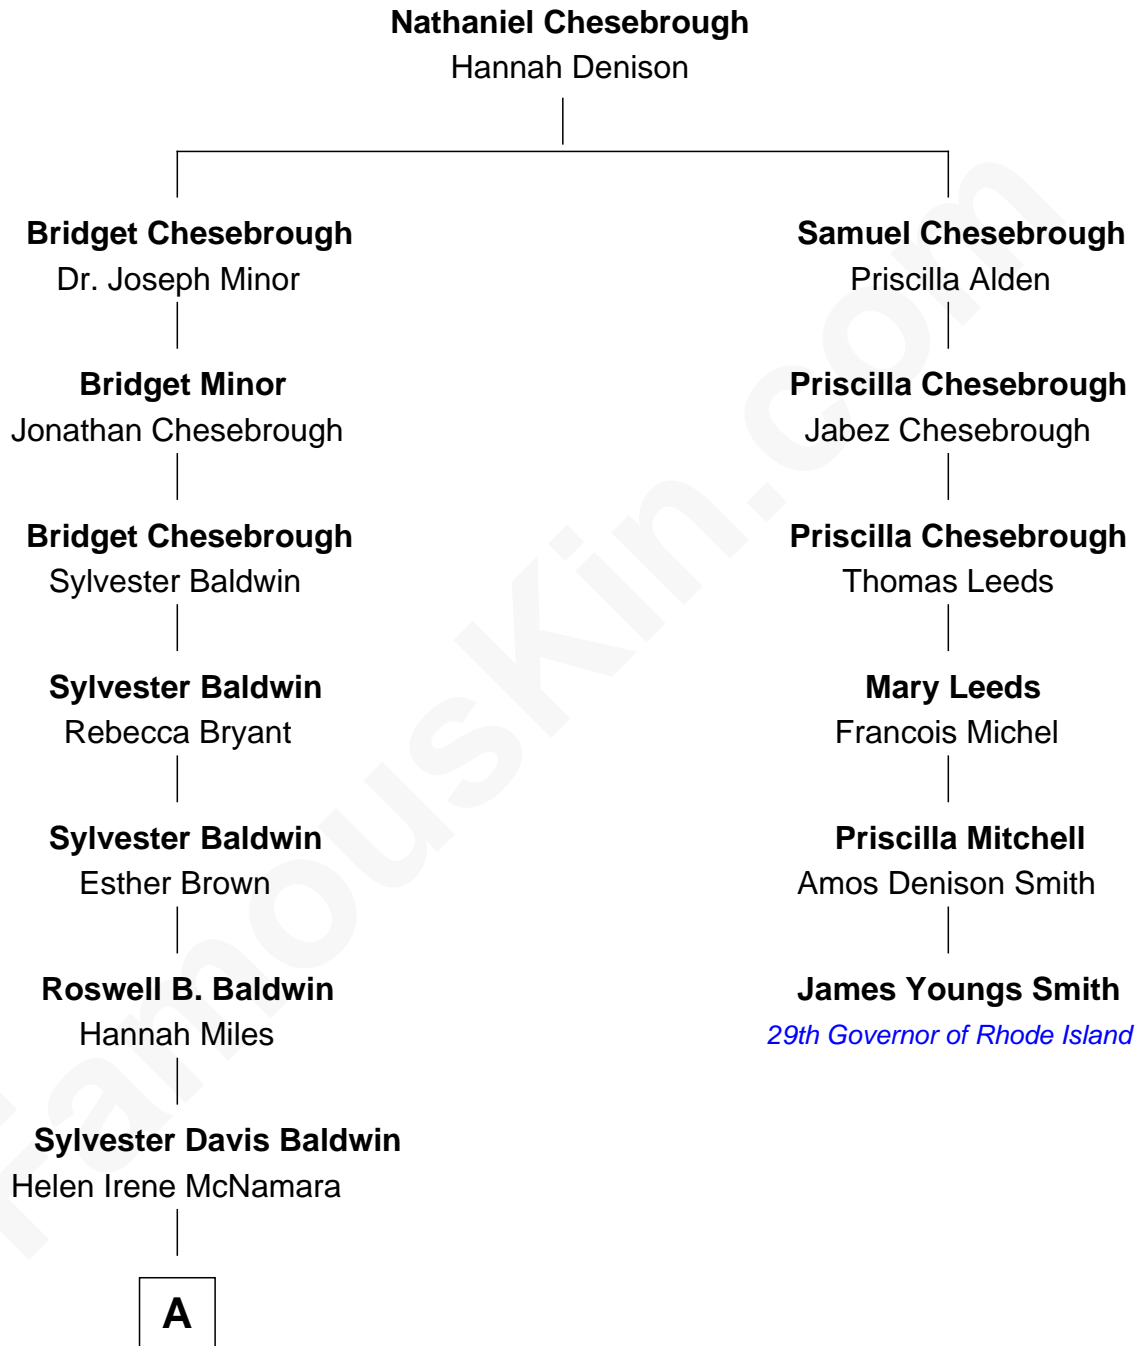 Nathaniel Chesebrough
Hannah Denison
Bridget Chesebrough
Dr. Joseph Minor
Bridget Minor
Jonathan Chesebrough
Bridget Chesebrough
Sylvester Baldwin
Sylvester Baldwin
Rebecca Bryant
Sylvester Baldwin
Esther Brown
Roswell B. Baldwin
Hannah Miles
Sylvester Davis Baldwin
Helen Irene McNamara
A
Samuel Chesebrough
Priscilla Alden
Priscilla Chesebrough
Jabez Chesebrough
Priscilla Chesebrough
Thomas Leeds
Mary Leeds
Francois Michel
Priscilla Mitchell
Amos Denison Smith
James Youngs Smith
29th Governor of Rhode Island
FamousKin.com